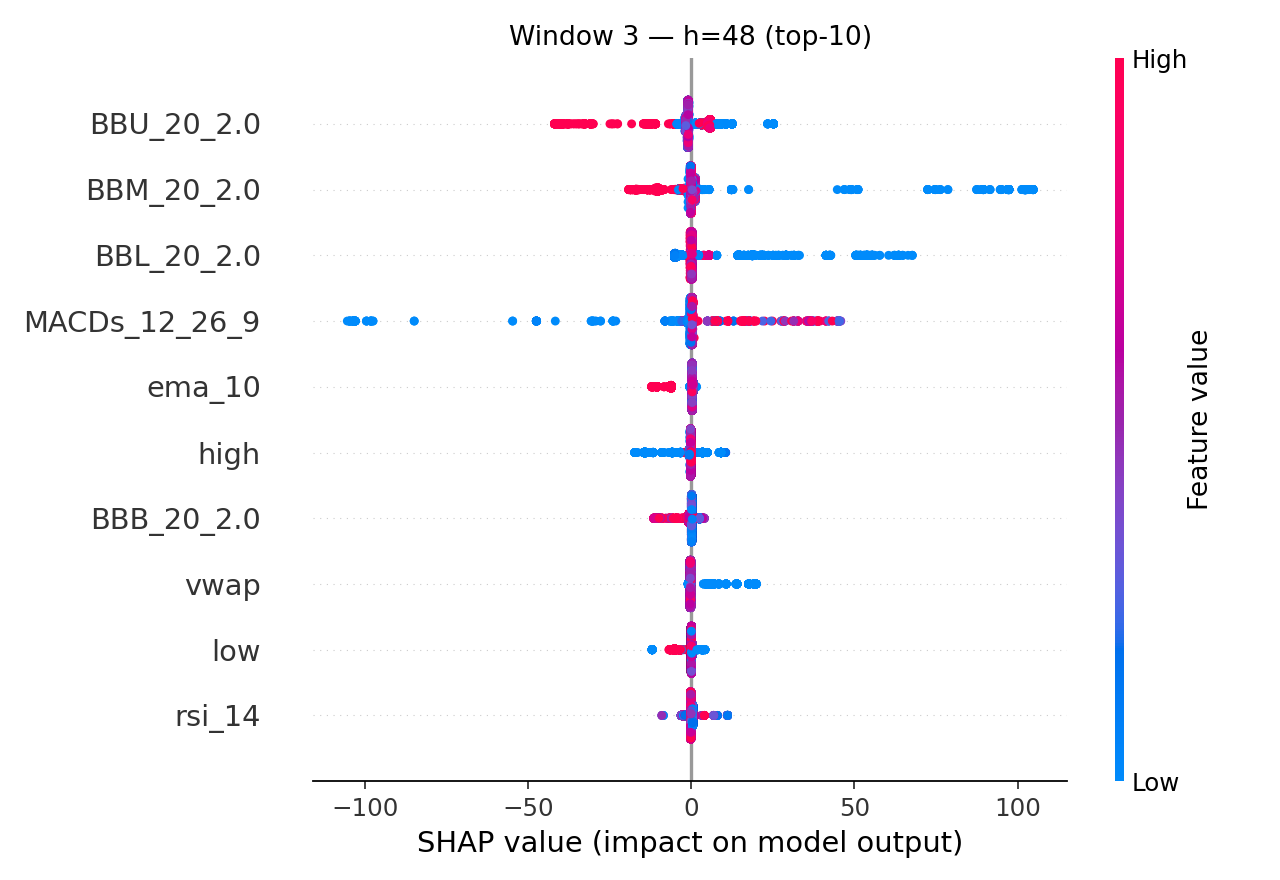 Window 3 — h=48 (top-10)
High
BBU_20_2.0
BBM_20_2.0
BBL_20_2.0
MACDs_12_26_9
ema_10
high
BBB_20_2.0
vwap
low
rsi_14
Feature value
Low
−100
−50
0
50
100
SHAP value (impact on model output)